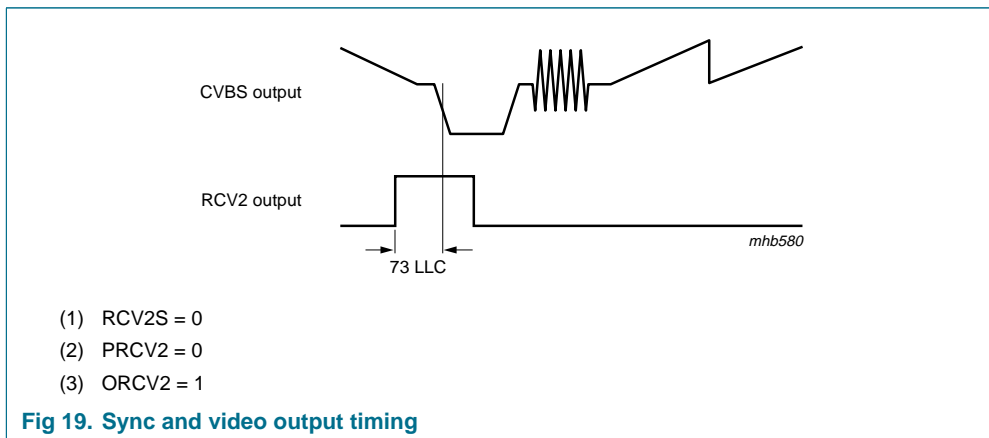 CVBS output
RCV2 output
mhb580
73 LLC
(1) RCV2S = 0
(2) PRCV2 = 0
(3) ORCV2 = 1
Fig 19. Sync and video output timing